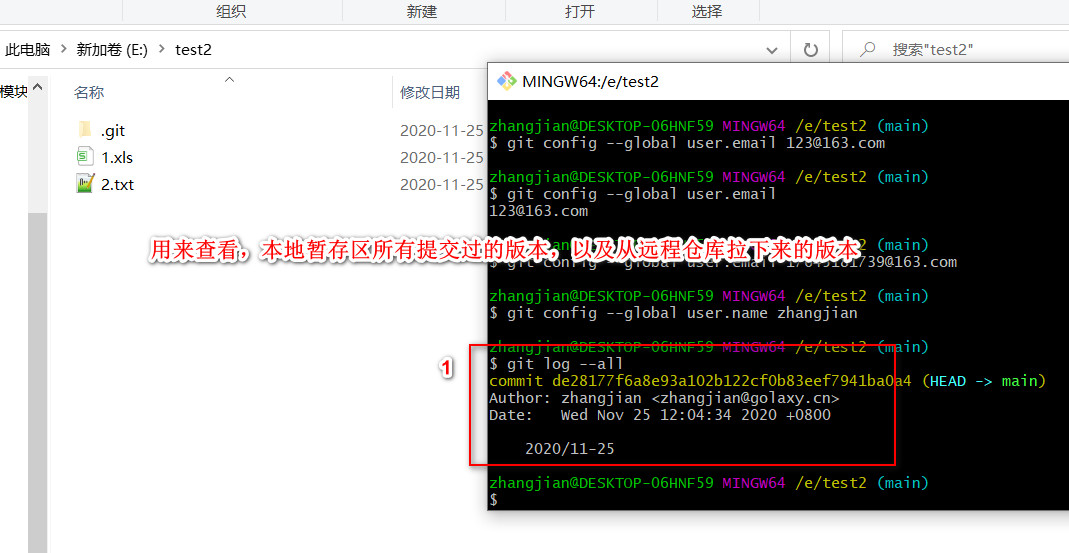 组织 新建 打开 选择
此电脑 > 新加卷 (E:) > test2
搜索"test2"
模块
名称 修改日期
.git 2020-11-25
1.xls 2020-11-25
2.txt 2020-11-25
MINGW64:/e/test2
zhangjian@DESKTOP-06HNF59 MINGW64 /e/test2 (main)
$ git config --global user.email 123@163.com
zhangjian@DESKTOP-06HNF59 MINGW64 /e/test2 (main)
$ git config --global user.email
123@163.com
用来查看，本地暂存区所有提交过的版本，以及从远程仓库拉下来的版本
(main)
$ git config --global user.email
@163.com
zhangjian@DESKTOP-06HNF59 MINGW64 /e/test2 (main)
$ git config --global user.name zhangjian
zhangjian@DESKTOP-06HNF59 MINGW64 /e/test2 (main)
1
$ git log --all
commit de28177f6a8e93a102b122cf0b83eef7941ba0a4 (HEAD -> main)
Author: zhangjian <zhangjian@golaxy.cn>
Date: Wed Nov 25 12:04:34 2020 +0800
2020/11-25
zhangjian@DESKTOP-06HNF59 MINGW64 /e/test2 (main)
$